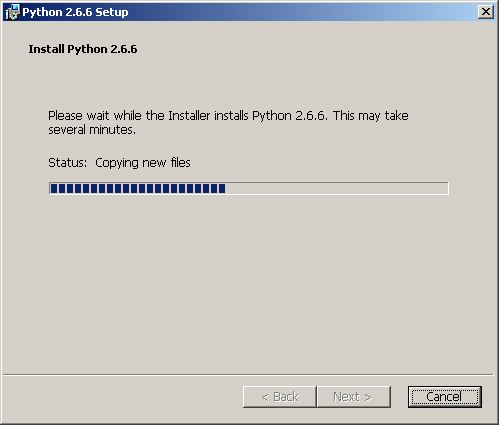 Python 2.6.6 Setup
Install Python 2.6.6
Please wait while the Installer installs Python 2.6.6. This may take
several minutes.
Status: Copying new files
< Back Next > Cancel